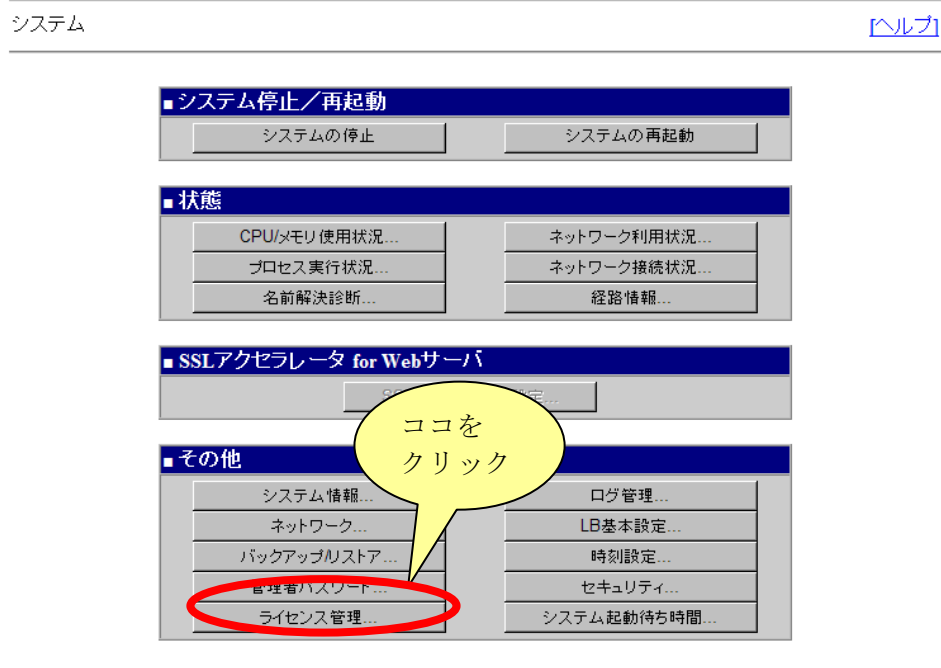 システム [ヘルプ]
■システム停止／再起動
システムの停止 システムの再起動
■状態
CPU/メモリ使用状況... ネットワーク利用状況...
プロセス実行状況... ネットワーク接続状況...
名前解決診断... 経路情報...
■SSLアクセラレータ for Webサーバ
ココを
クリック
■その他
システム情報... ログ管理...
ネットワーク... LB基本設定...
バックアップ/リストア... 時刻設定...
管理者パスワード... セキュリティ...
ライセンス管理... システム起動待ち時間...